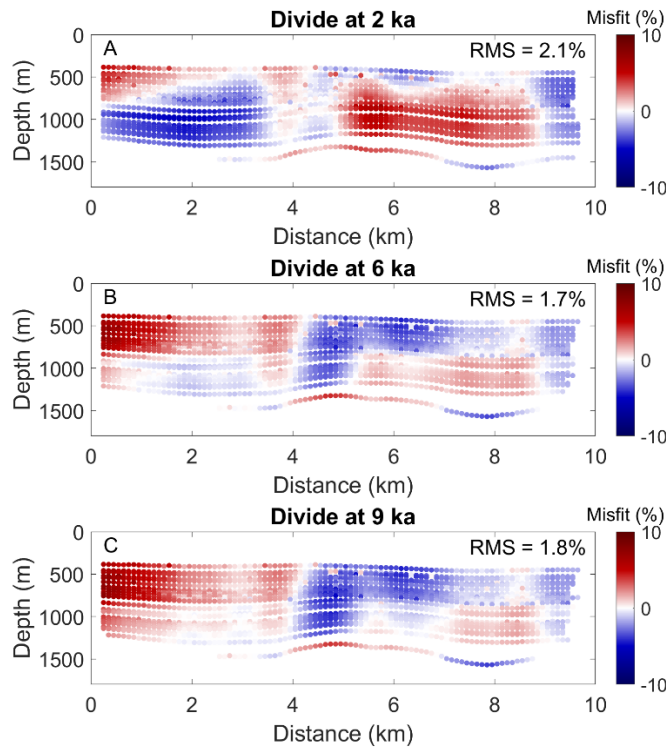 Divide at 2 ka
Misfit (%)
A
RMS = 2.1%
0
500
1000
1500
Depth (m)
0 2 4 6 8 10
Distance (km)
10
0
-10
Divide at 6 ka
Misfit (%)
B
RMS = 1.7%
0
500
1000
1500
Depth (m)
0 2 4 6 8 10
Distance (km)
10
0
-10
Divide at 9 ka
Misfit (%)
C
RMS = 1.8%
0
500
1000
1500
Depth (m)
0 2 4 6 8 10
Distance (km)
10
0
-10